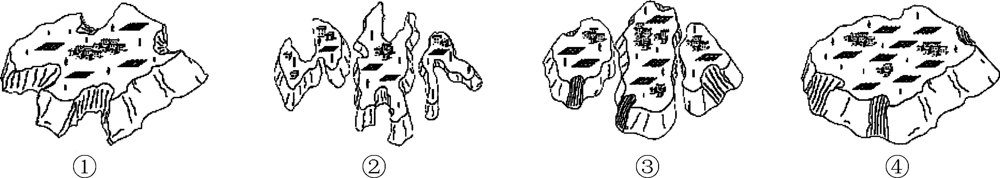 ① ② ③ ④